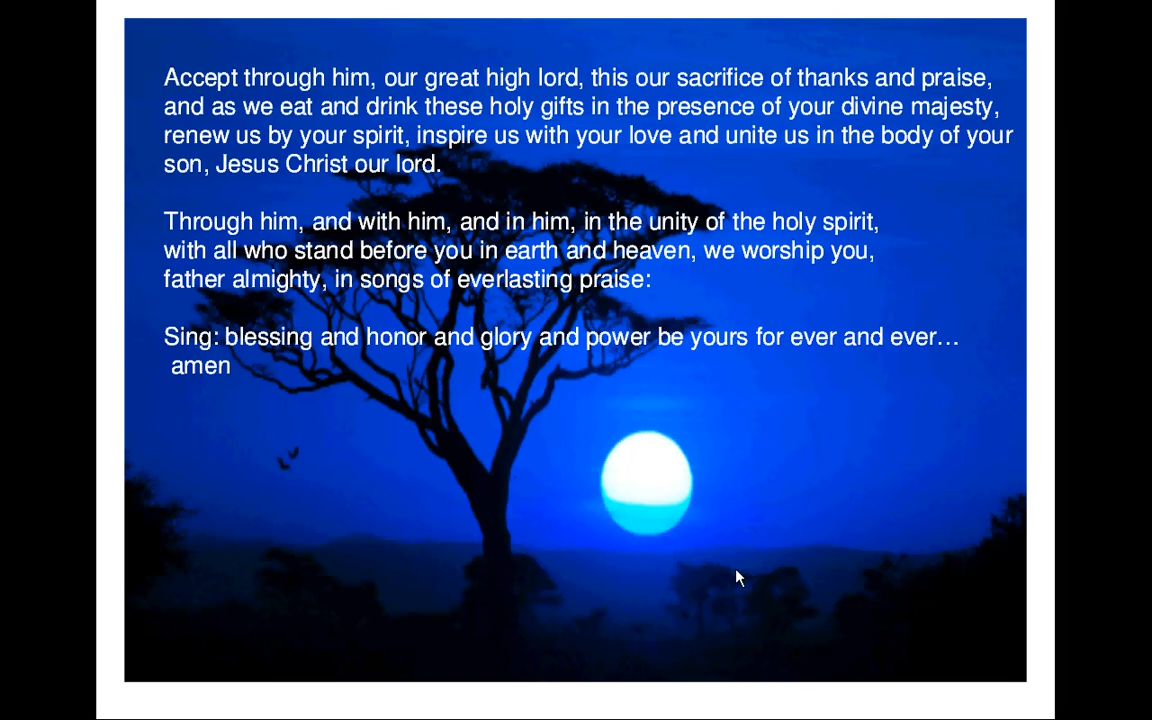 Accept through him, our great high lord, this our sacrifice of thanks and praise,
and as we eat and drink these holy gifts in the presence of your divine majesty,
renew us by your spirit, inspire us with your love and unite us in the body of your
son, Jesus Christ our lord.
Through him, and with him, and in him, in the unity of the holy spirit,
with all who stand before you in earth and heaven, we worship you,
father almighty, in songs of everlasting praise:
Sing: blessing and honor and glory and power be yours for ever and ever…
amen